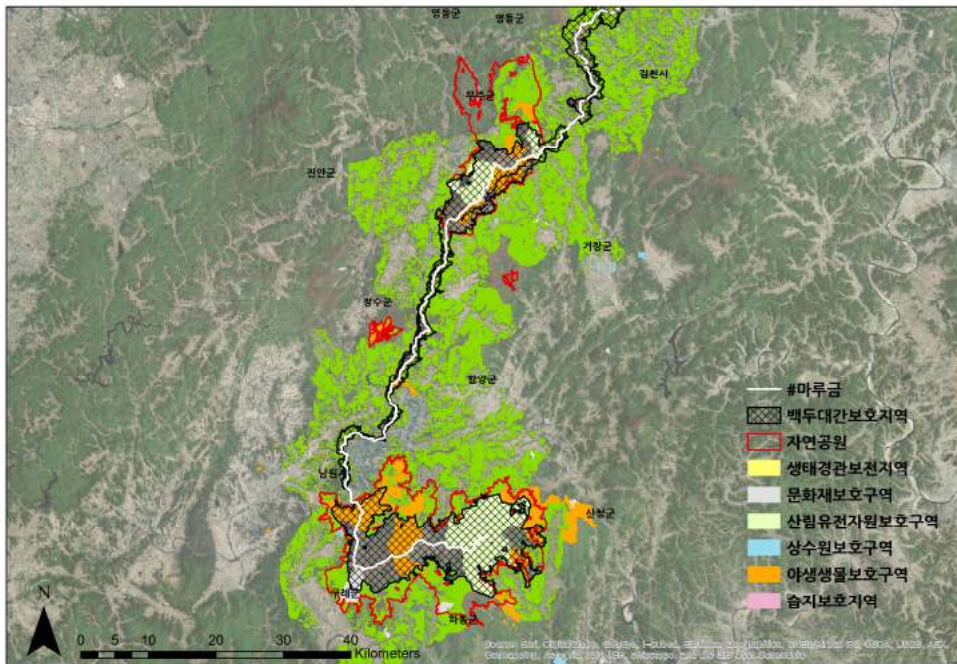 영동군
김천시
무주군
진안군
거창군
장수군
함양군
남원시
산청군
구례군
하동군
#마루금
백두대간보호지역
자연공원
생태경관보전지역
문화재보호구역
산림유전자원보호구역
상수원보호구역
야생생물보호구역
습지보호지역
N
0 5 10 20 30 40
Kilometers